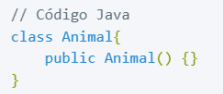 // Código Java
class Animal{
    public Animal() {}
}